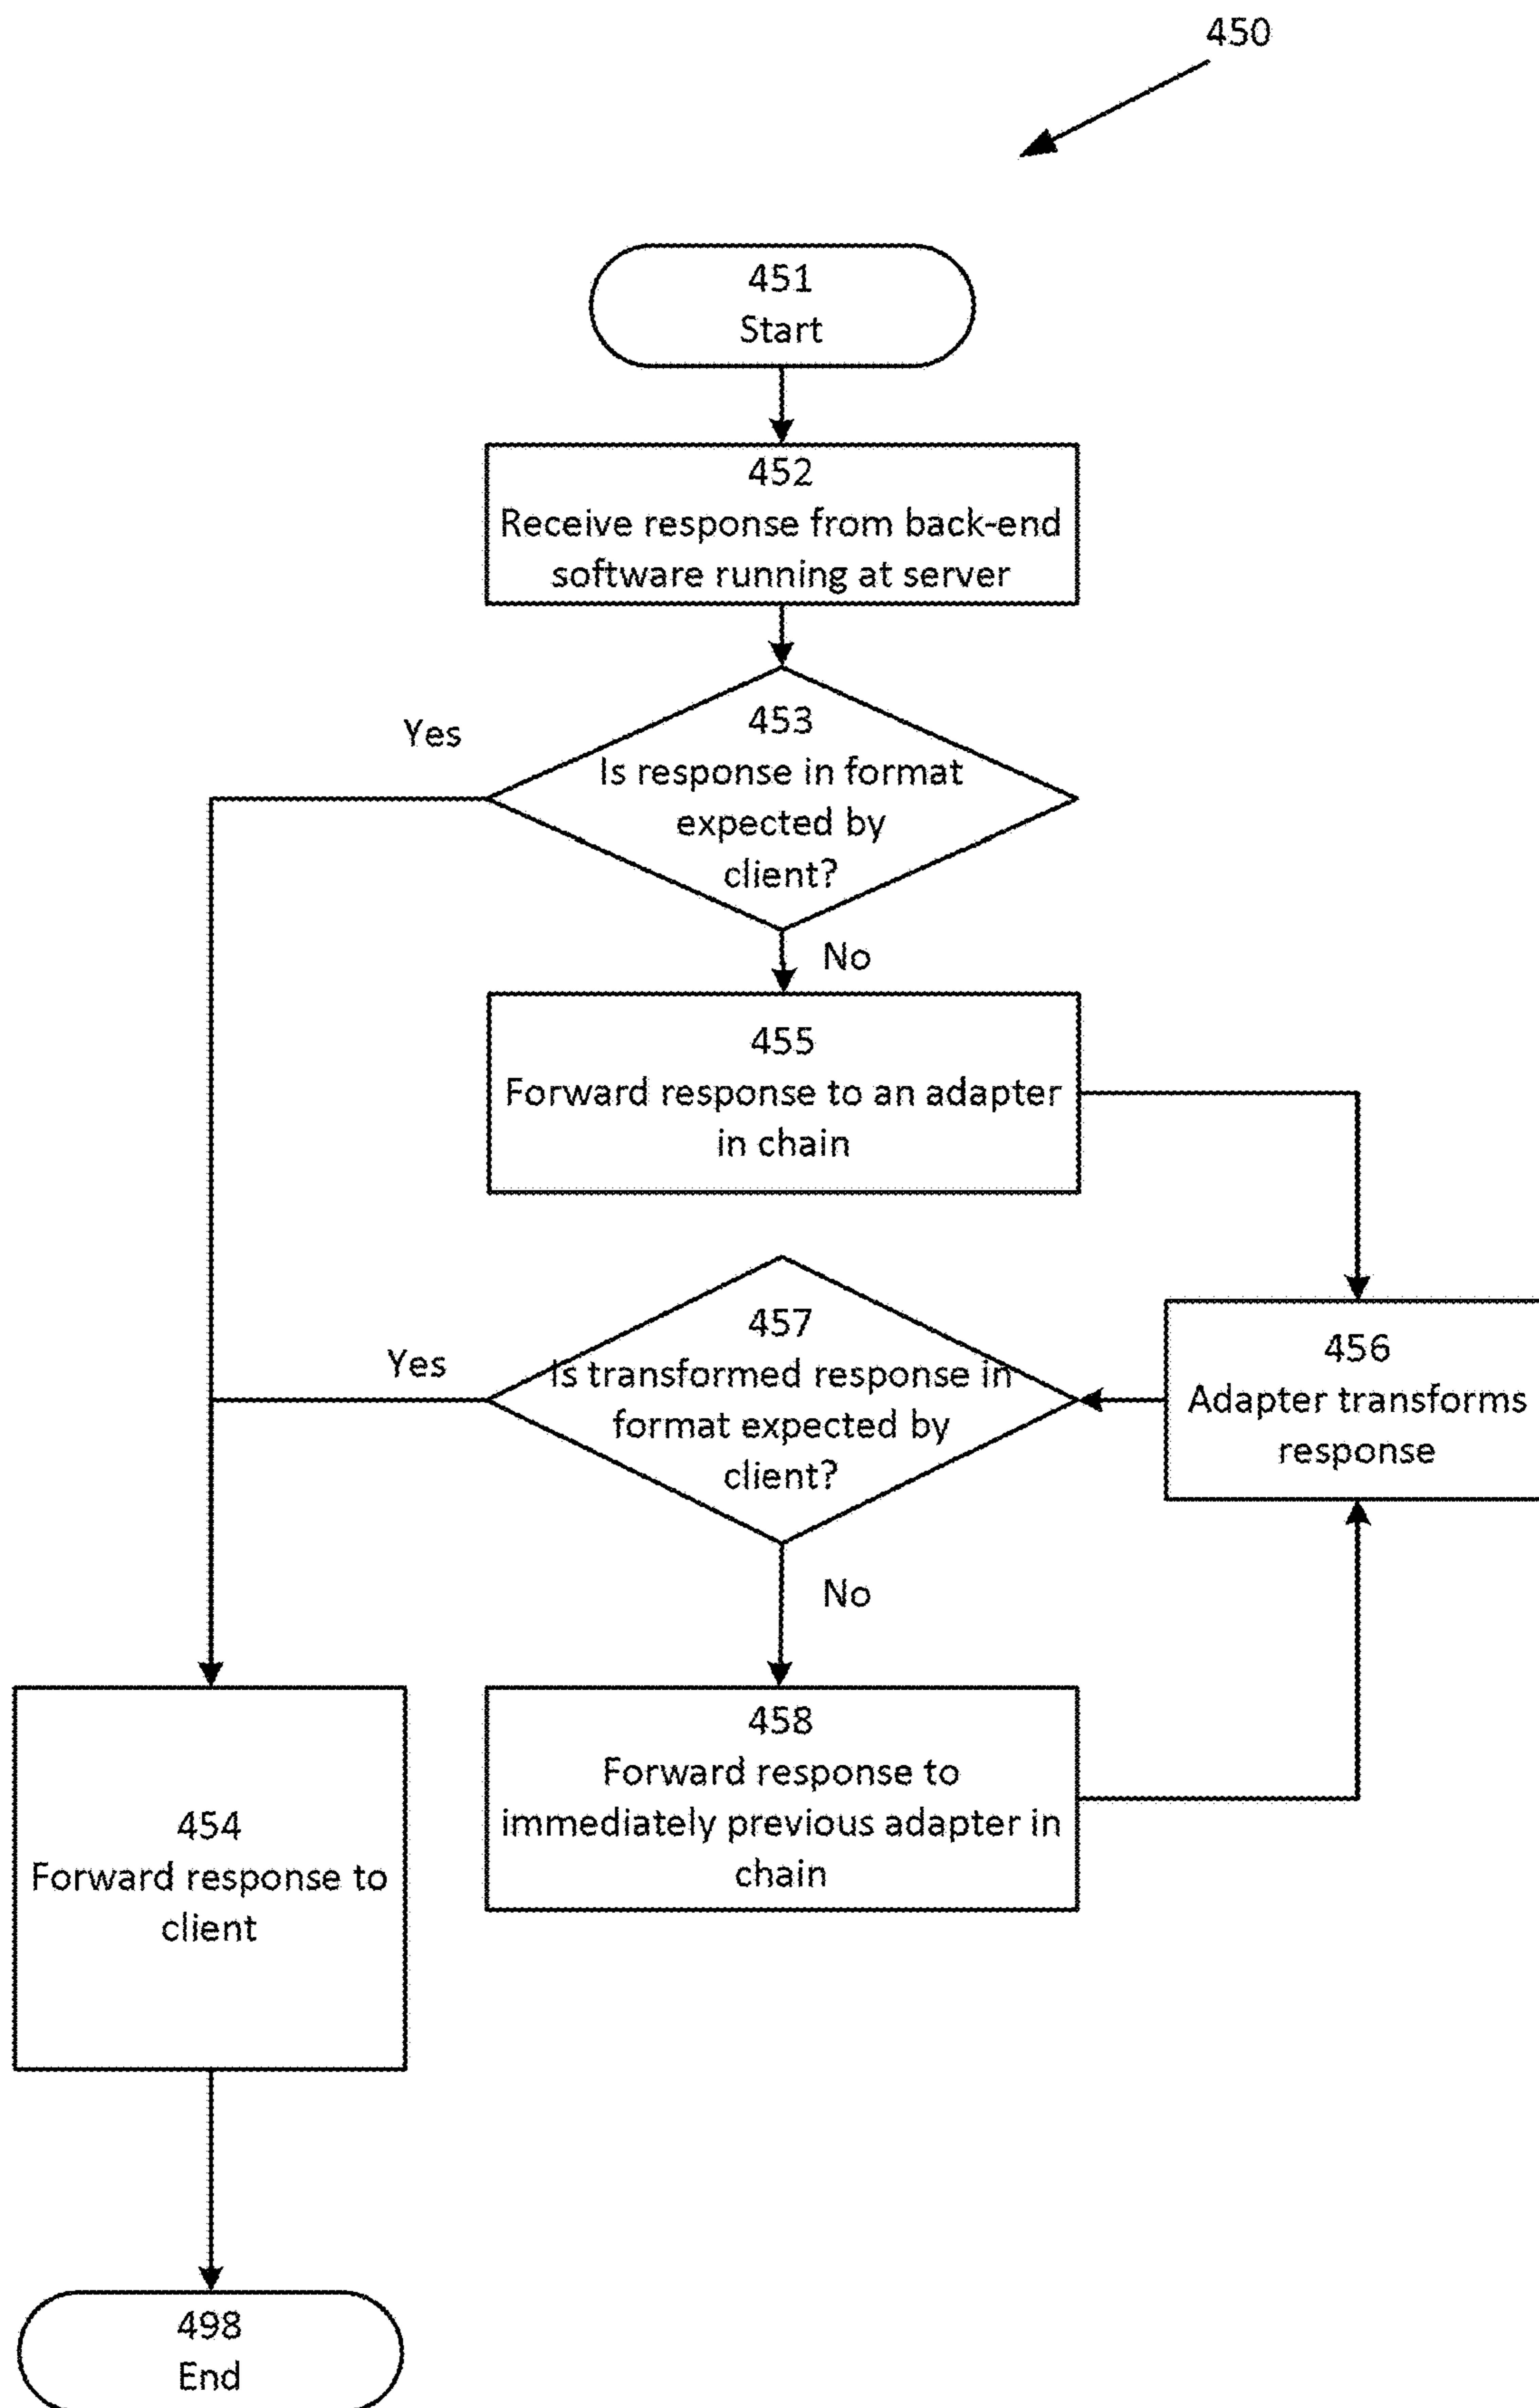 450
451
Start
452
Receive response from back-end
software running at server
Yes
453
Is response in format
expected by
client?
No
455
Forward response to an adapter
in chain
Yes
457
Is transformed response in
format expected by
client?
456
Adapter transforms
response
No
454
Forward response to
client
458
Forward response to
immediately previous adapter in
chain
498
End